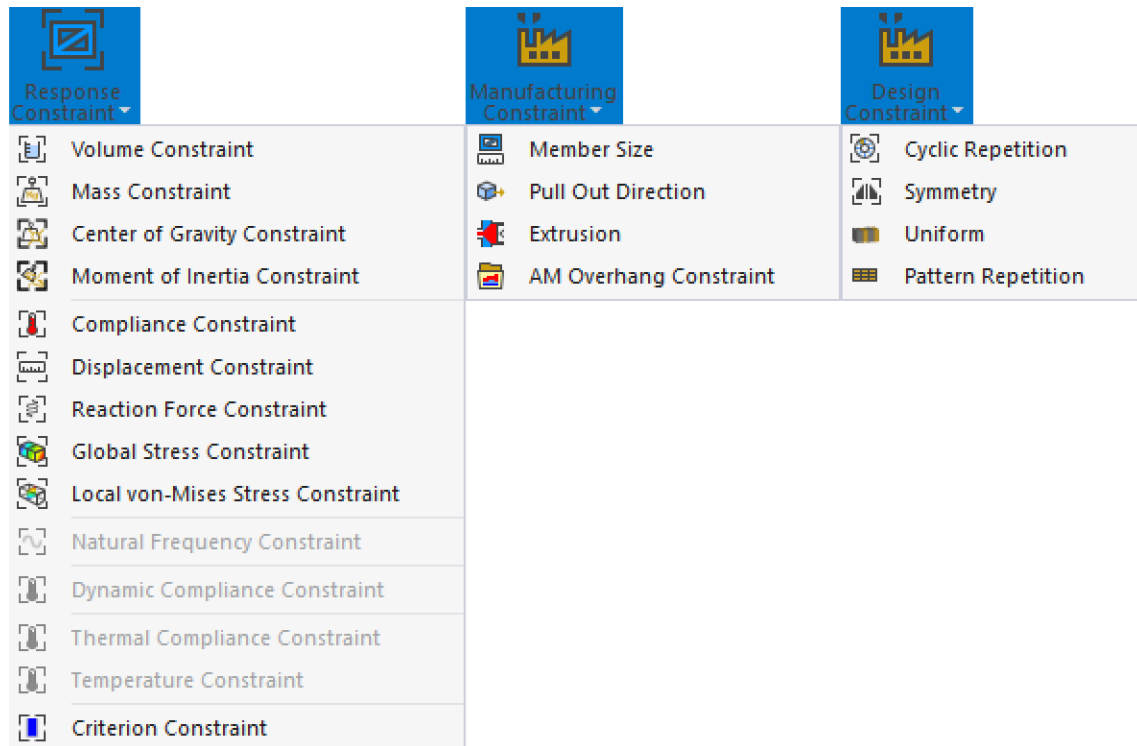 Response
Constraint
Volume Constraint
Mass Constraint
Center of Gravity Constraint
Moment of Inertia Constraint
Compliance Constraint
Displacement Constraint
Reaction Force Constraint
Global Stress Constraint
Local von-Mises Stress Constraint
Natural Frequency Constraint
Dynamic Compliance Constraint
Thermal Compliance Constraint
Temperature Constraint
Criterion Constraint
Manufacturing
Constraint
Member Size
Pull Out Direction
Extrusion
AM Overhang Constraint
Design
Constraint
Cyclic Repetition
Symmetry
Uniform
Pattern Repetition